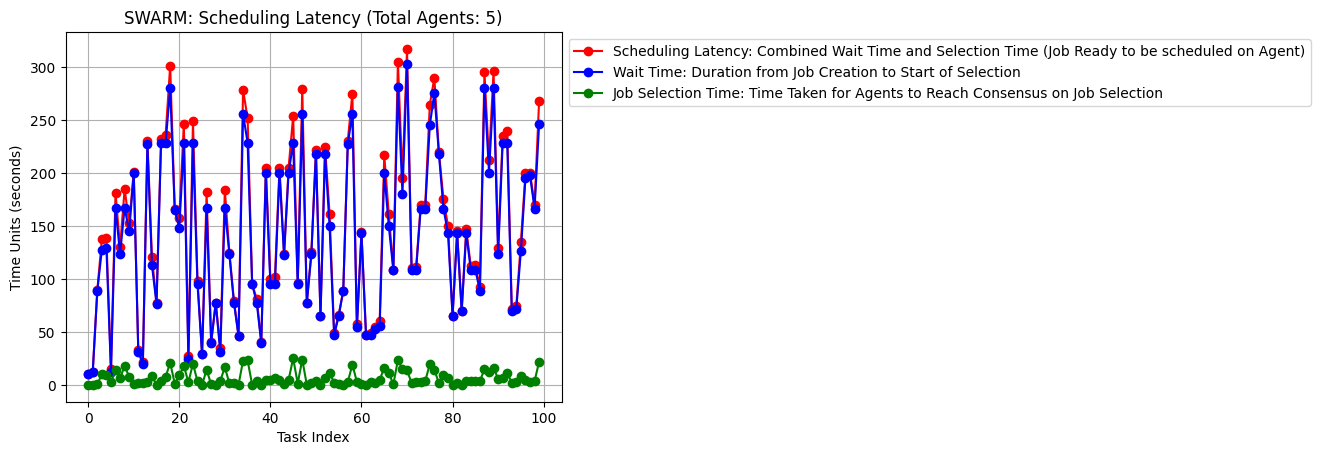 SWARM: Scheduling Latency (Total Agents: 5)
Scheduling Latency: Combined Wait Time and Selection Time (Job Ready to be scheduled on Agent)
Wait Time: Duration from Job Creation to Start of Selection
Job Selection Time: Time Taken for Agents to Reach Consensus on Job Selection
Time Units (seconds)
300
250
200
150
100
50
0
0 20 40 60 80 100
Task Index